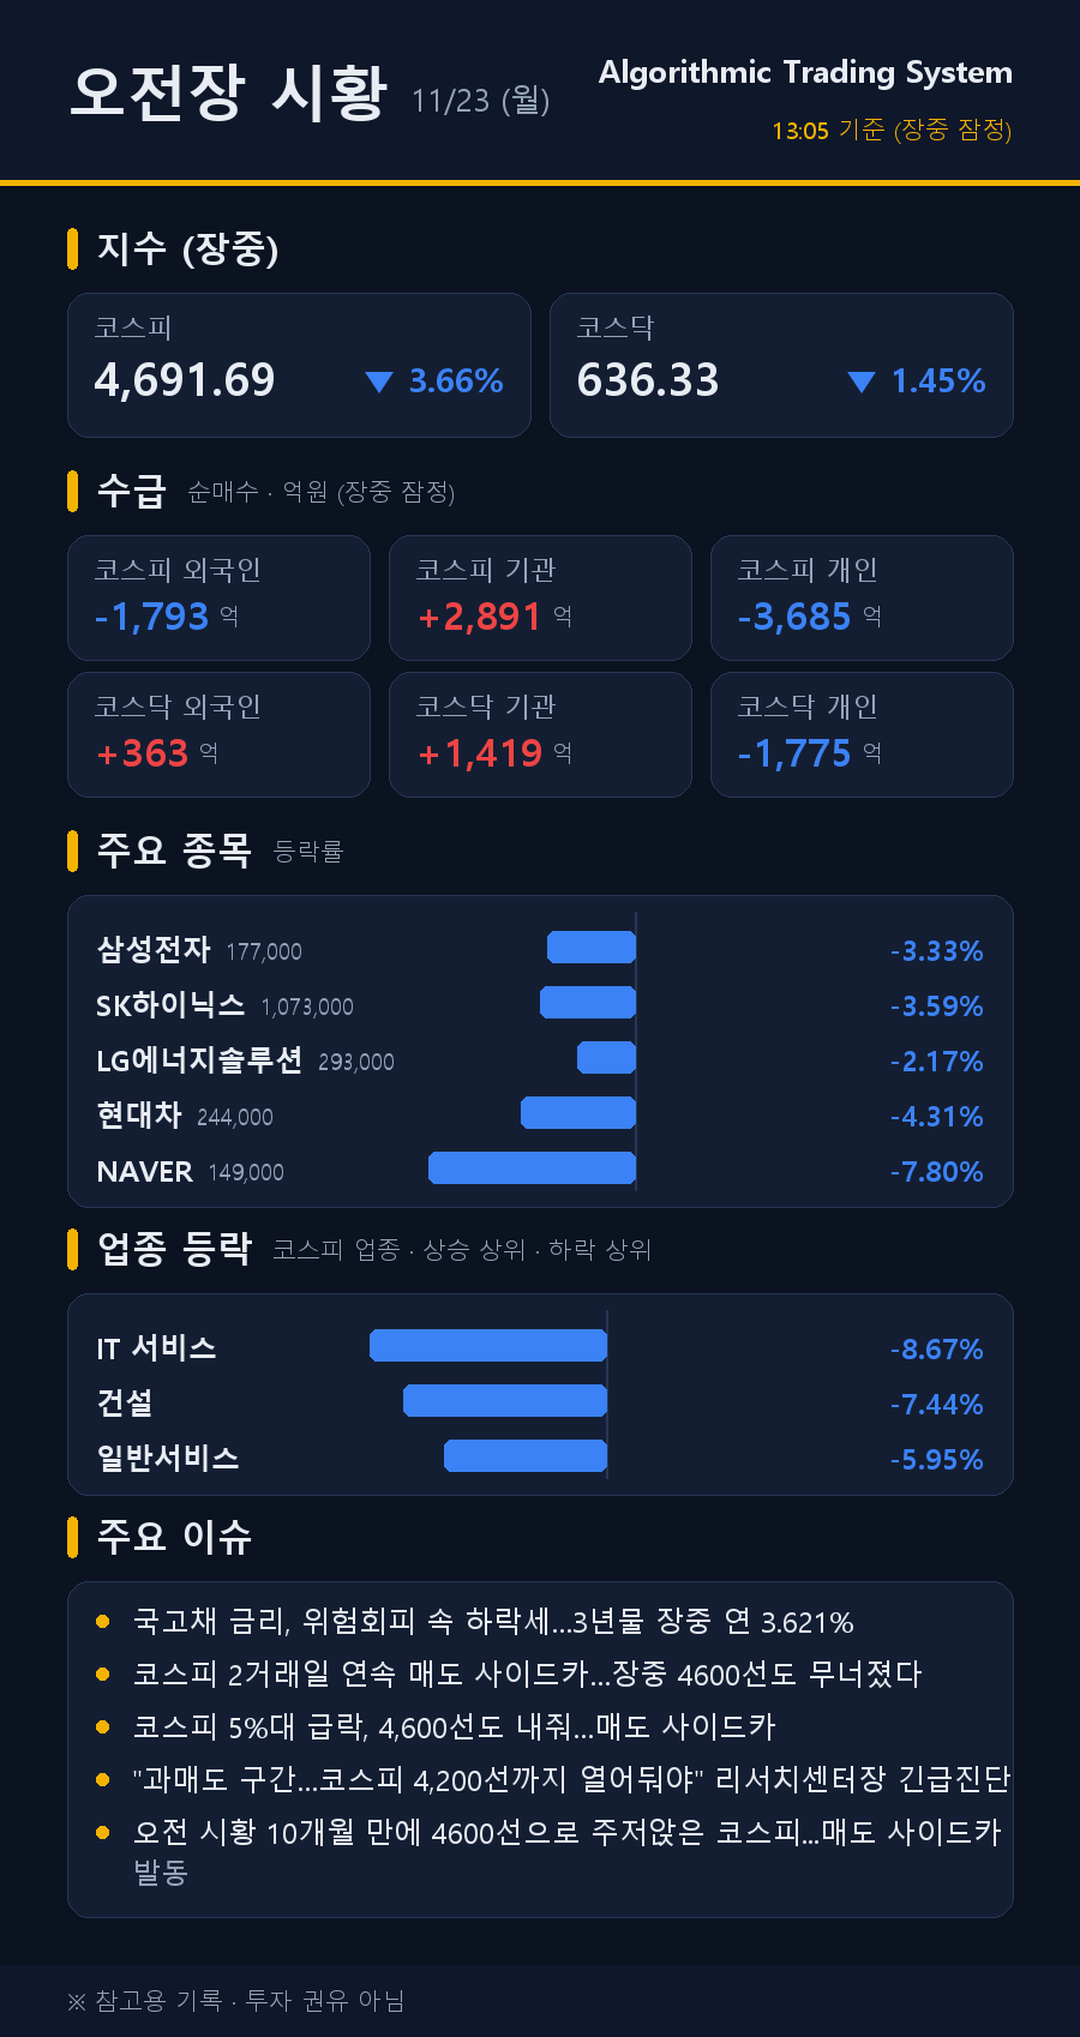 오전장 시황 11/23 (월)
Algorithmic Trading System
13:05 기준 (장중 잠정)
지수 (장중)
코스피
4,691.69 ▼ 3.66%
코스닥
636.33 ▼ 1.45%
수급 순매수 · 억원 (장중 잠정)
코스피 외국인
-1,793 억
코스피 기관
+2,891 억
코스피 개인
-3,685 억
코스닥 외국인
+363 억
코스닥 기관
+1,419 억
코스닥 개인
-1,775 억
주요 종목 등락률
삼성전자 177,000 -3.33%
SK하이닉스 1,073,000 -3.59%
LG에너지솔루션 293,000 -2.17%
현대차 244,000 -4.31%
NAVER 149,000 -7.80%
업종 등락 코스피 업종 · 상승 상위 · 하락 상위
IT 서비스 -8.67%
건설 -7.44%
일반서비스 -5.95%
주요 이슈
국고채 금리, 위험회피 속 하락세...3년물 장중 연 3.621%
코스피 2거래일 연속 매도 사이드카...장중 4600선도 무너졌다
코스피 5%대 급락, 4,600선도 내줘...매도 사이드카
"과매도 구간...코스피 4,200선까지 열어둬야" 리서치센터장 긴급진단
오전 시황 10개월 만에 4600선으로 주저앉은 코스피...매도 사이드카
발동
※ 참고용 기록 · 투자 권유 아님